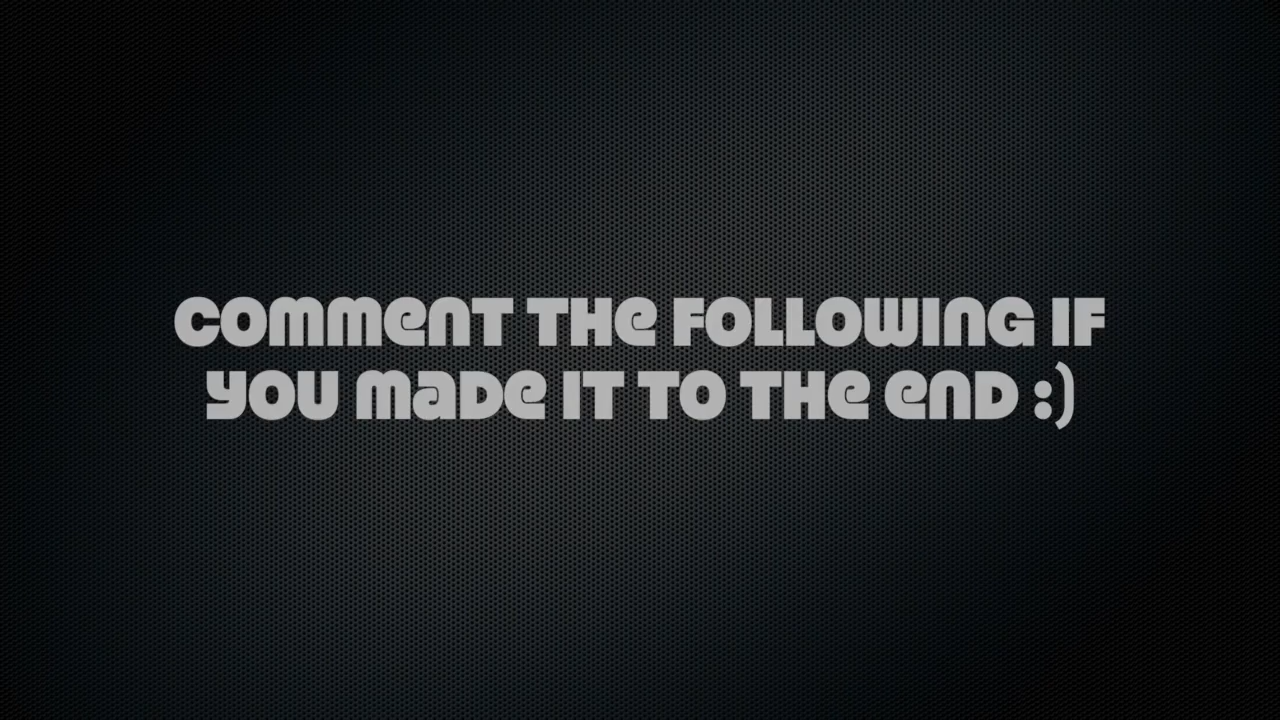 COMMENT THE FOLLOWING IF
YOU MADE IT TO THE END :)